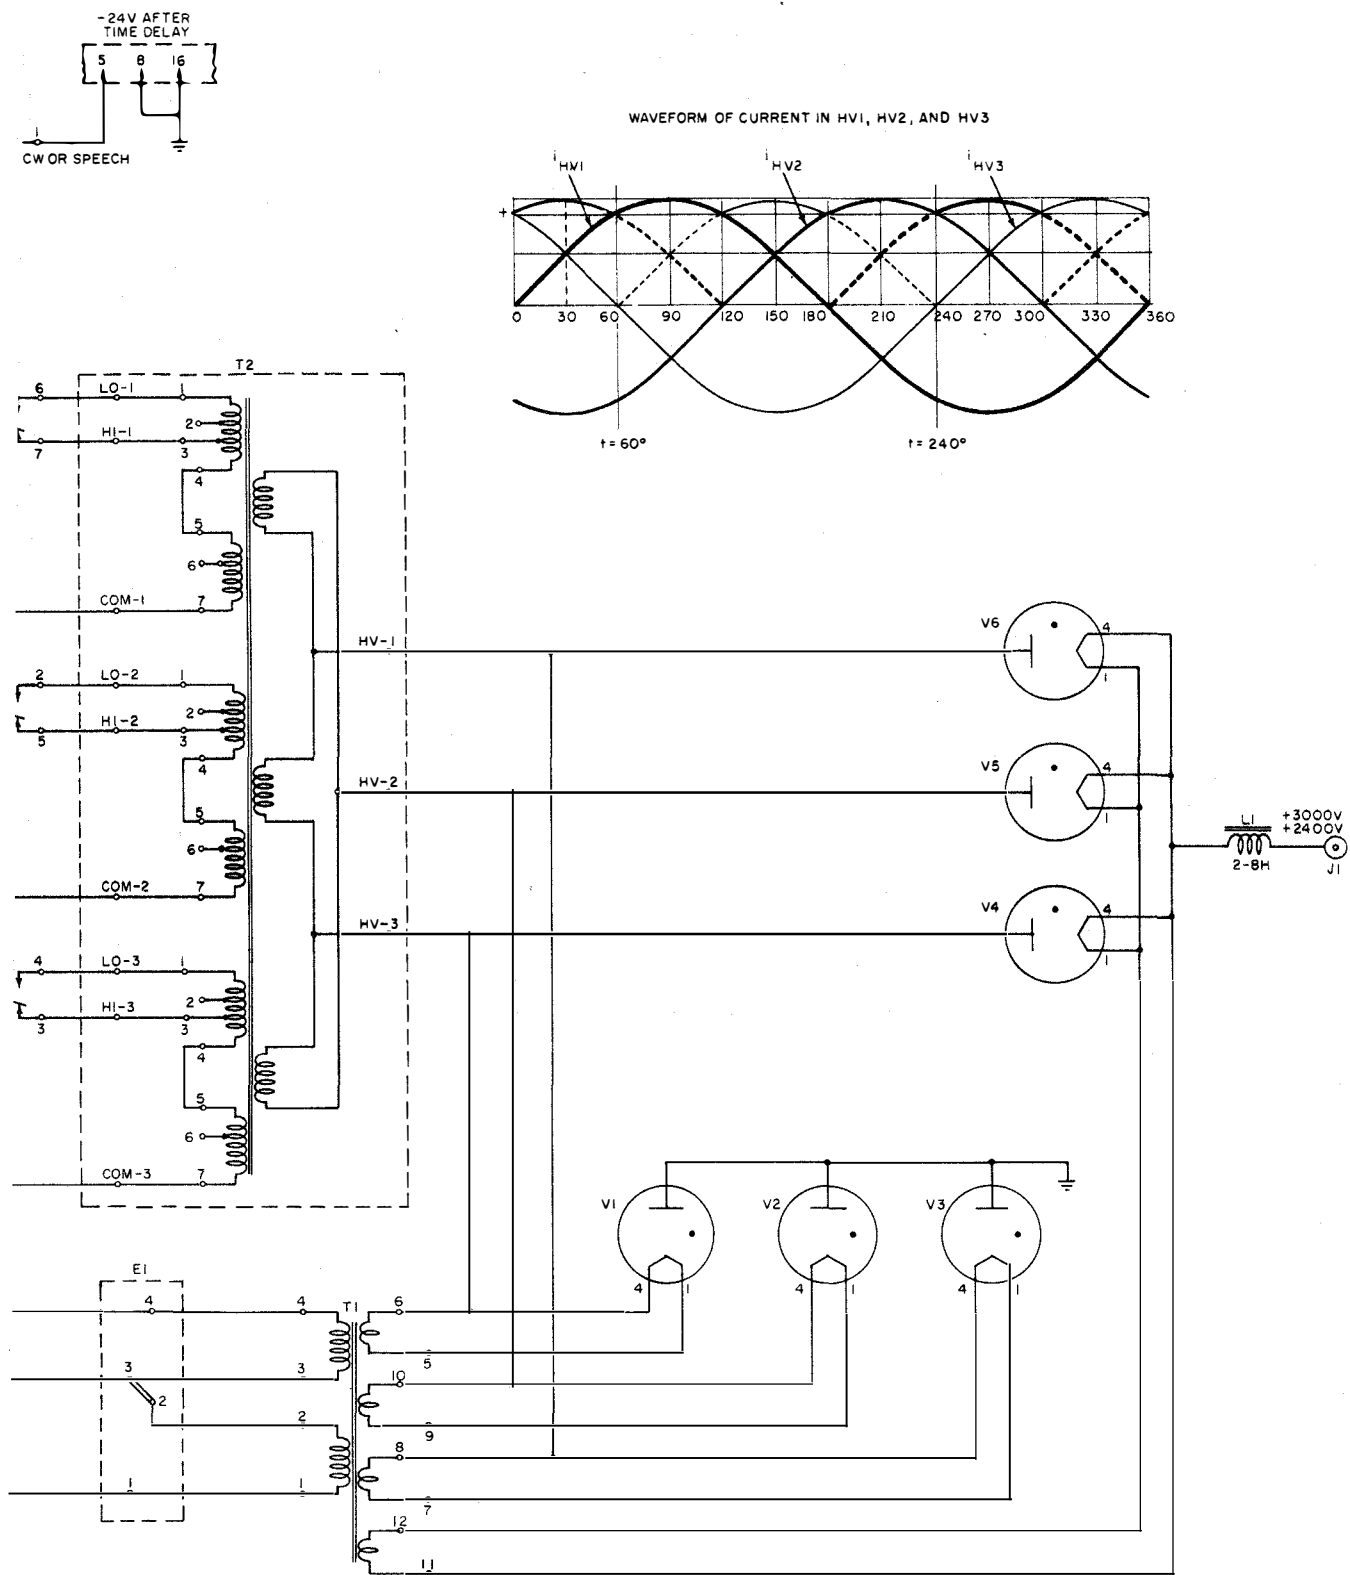 -24V AFTER
TIME DELAY
5 8 16
1
CW OR SPEECH
WAVEFORM OF CURRENT IN HV1, HV2, AND HV3
iHV1 iHV2 iHV3
+
0 30 60 90 120 150 180 210 240 270 300 330 360
t=60° t=240°
T2
6 LO-1 1
2
HI-1
7 3
4
5
6
COM-1 7
HV-1
2 LO-2 1
2
HI-2
5 3
4
HV-2
5
6
COM-2 7
HV-3
4 LO-3 1
2
HI-3
3 3
4
5
6
COM-3 7
V6 4
1
V5 4
1
V4 4
1
L1 +3000V
+2400V
2-8H J1
V1 V2 V3
4 1 4 1 4 1
E1
4 4 T1 6
3 3 5
10
2
2 9
8
1 1 7
12
11